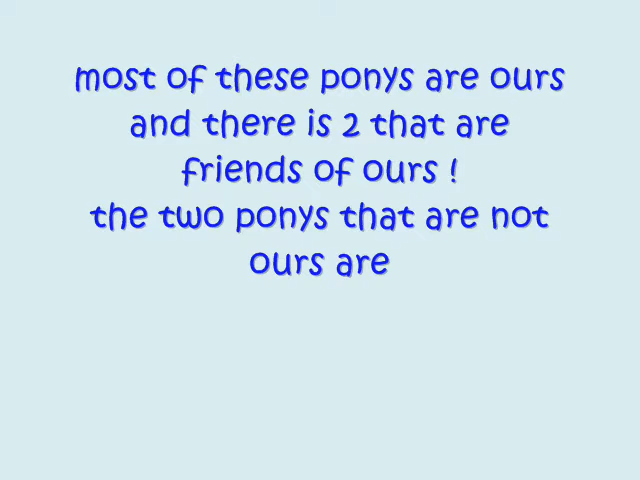 most of these ponys are ours
and there is 2 that are
friends of ours !
the two ponys that are not
ours are